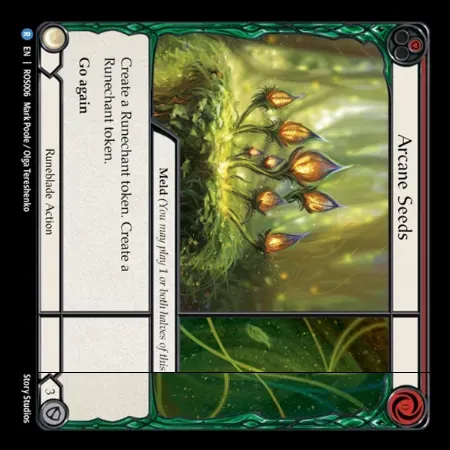 Arcane Seeds
Meld (You may play 1 or both halves of this
Create a Runechant token. Create a
Runechant token.
Go again
3
Runeblade Action
R EN | ROS006 Mark Poole / Olga Tereshenko
Story Studios